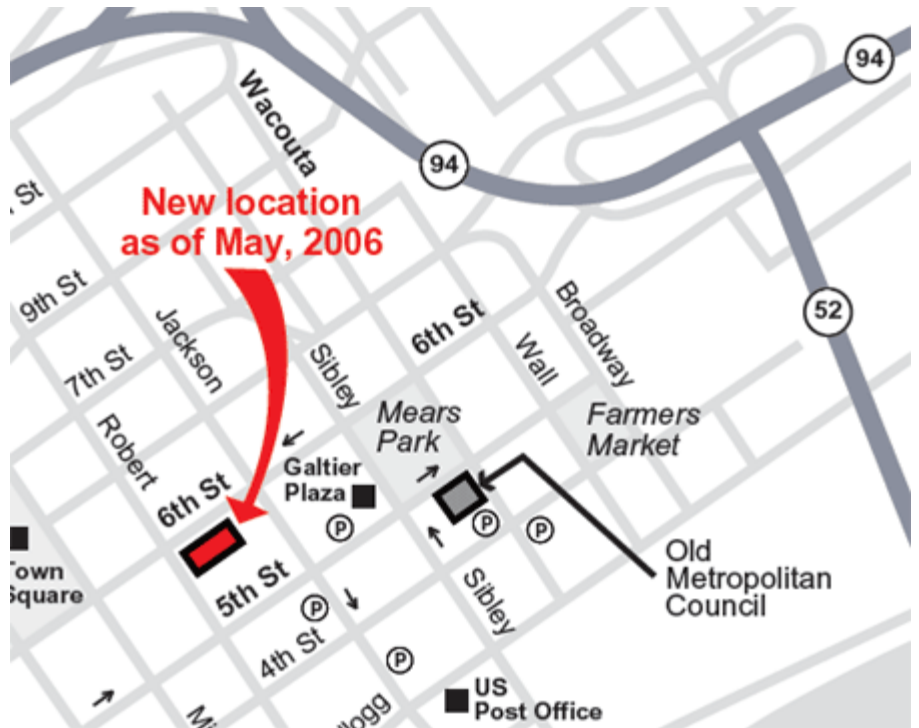 94
Wacouta
94
New location
as of May, 2006
St
9th St
Jackson
Broadway
52
7th St
Sibley
6th St
Wall
Robert
Mears
Park
Farmers
Market
6th St
Galtier
Plaza
P
P
P
Town
Square
5th St
Old
Metropolitan
Council
P
Sibley
4th St
P
US
Post Office